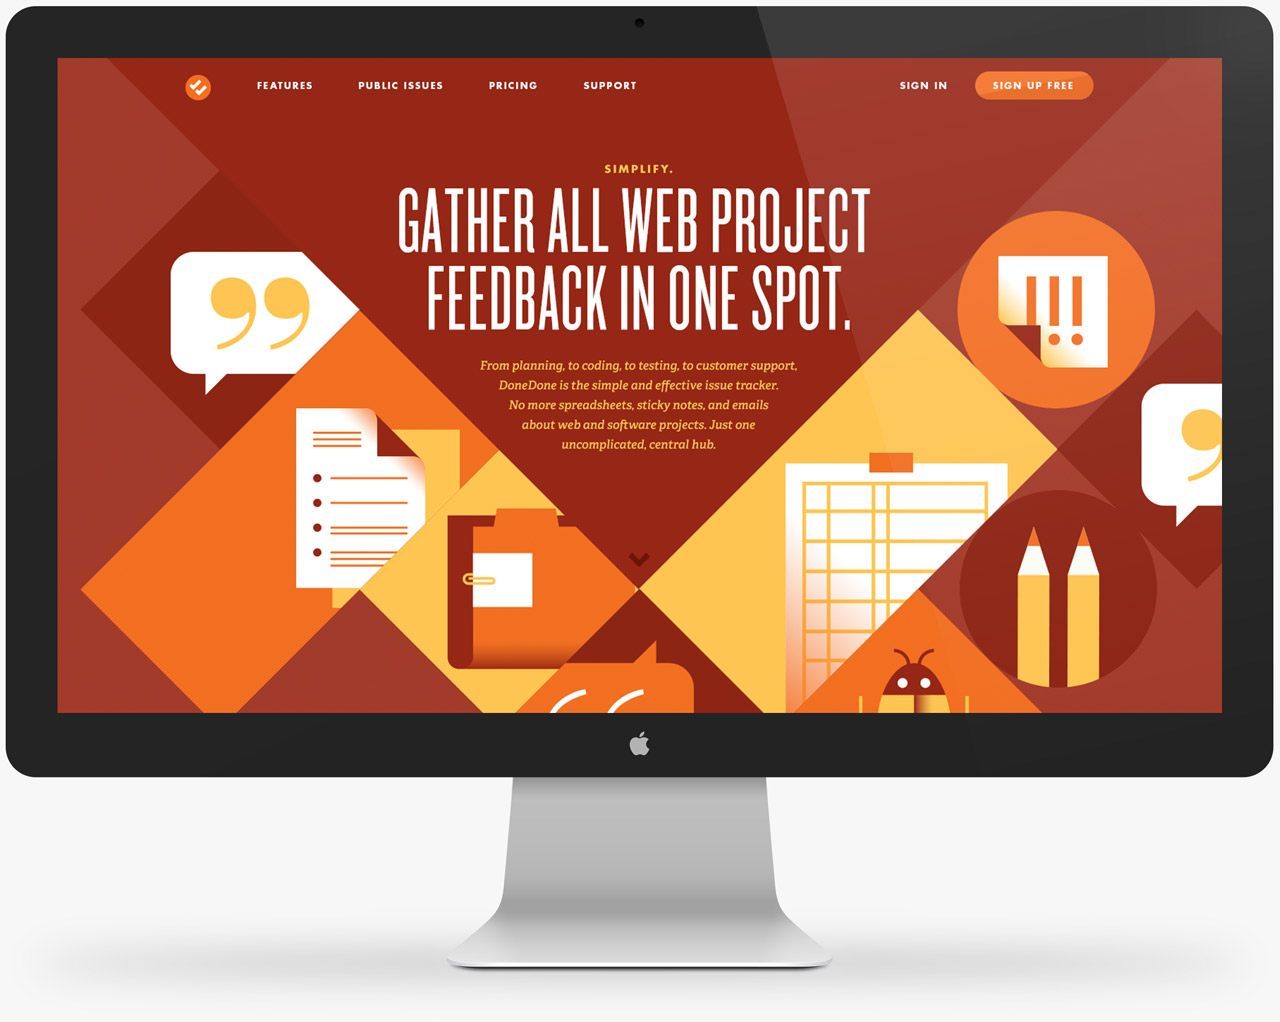 FEATURES
PUBLIC ISSUES
PRICING
SUPPORT
SIGN IN
SIGN UP FREE
SIMPLIFY.
GATHER ALL WEB PROJECT
FEEDBACK IN ONE SPOT.
From planning, to coding, to testing, to customer support,
DoneDone is the simple and effective issue tracker.
No more spreadsheets, sticky notes, and emails
about web and software projects. Just one
uncomplicated, central hub.
!!!